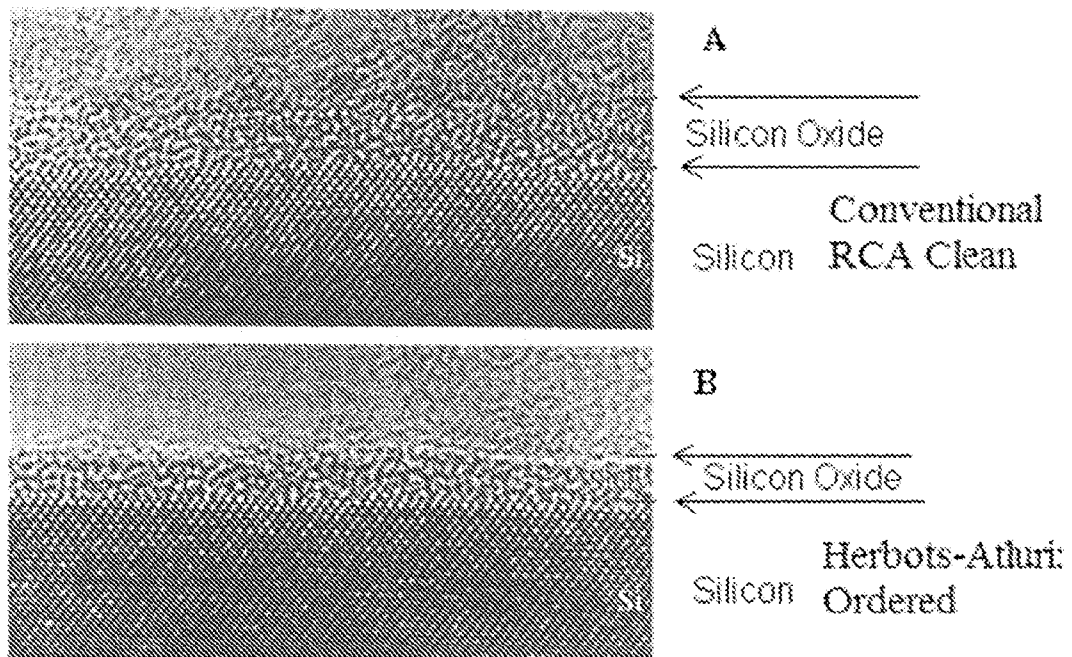 A
Silicon Oxide
Conventional
Silicon RCA Clean
Si
B
Silicon Oxide
Herbots-Atluri:
Silicon Ordered
Si